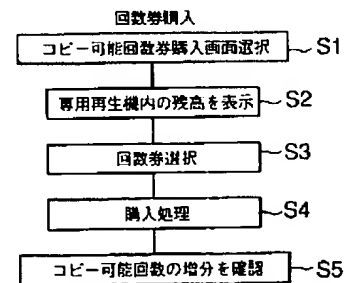 回数券購入
コピー可能回数券購入画面選択 S1
専用再生機内の残高を表示 S2
回数券選択 S3
購入処理 S4
コピー可能回数の増分を確認 S5